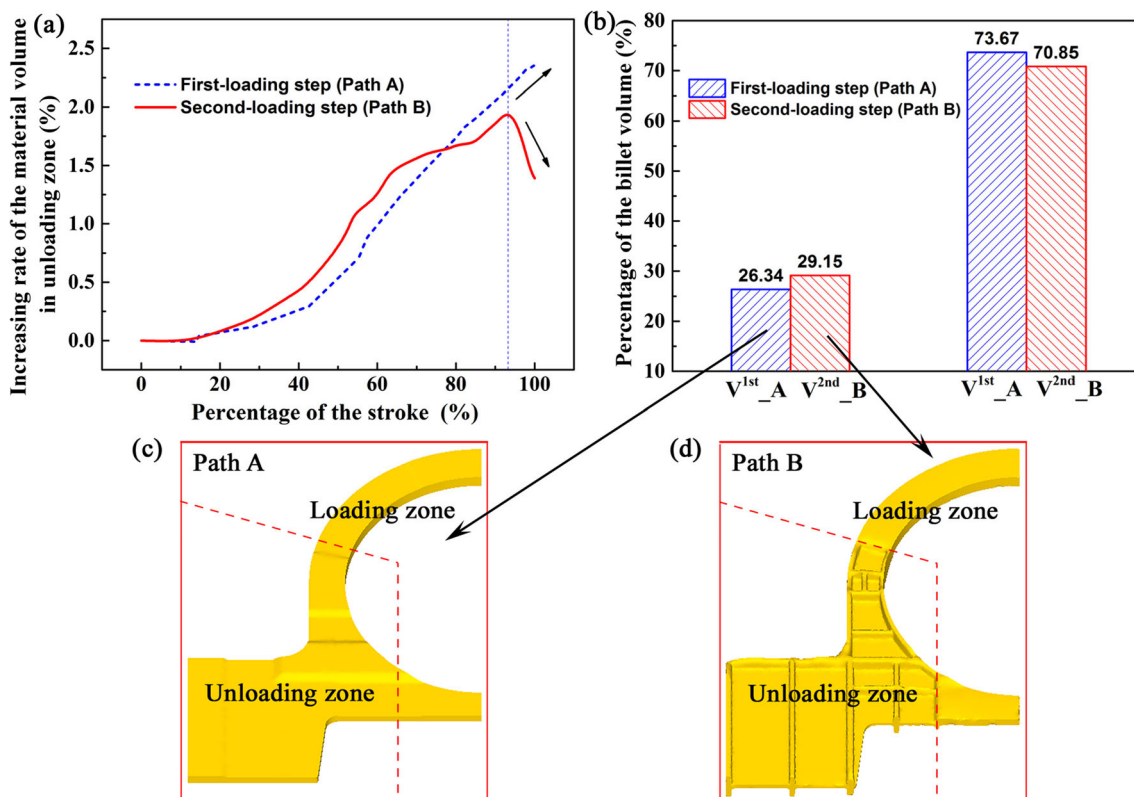 (a)
Increasing rate of the material volume
in unloading zone (%)
2.5
2.0
1.5
1.0
0.5
0.0
First-loading step (Path A)
Second-loading step (Path B)
0
20
40
60
80
100
Percentage of the stroke (%)
(b)
Percentage of the billet volume (%)
80
70
60
50
40
30
20
10
First-loading step (Path A)
Second-loading step (Path B)
26.34
29.15
73.67
70.85
V^1st_A
V^2nd_B
V^1st_A
V^2nd_B
(c)
Path A
Loading zone
Unloading zone
(d)
Path B
Loading zone
Unloading zone